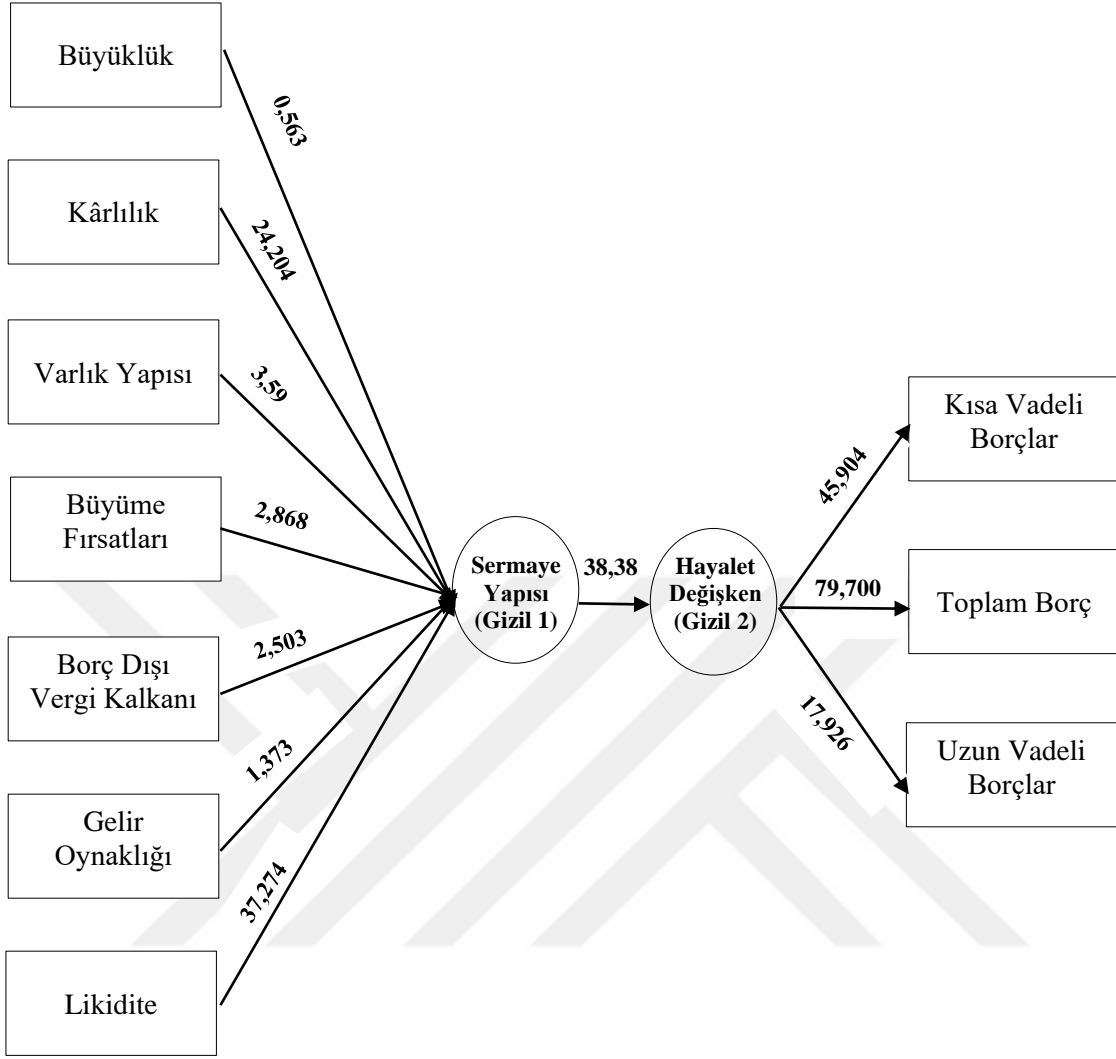 Büyüklük
0,563
Kârlılık
24,204
Varlık Yapısı
3,59
Büyüme
Fırsatları
2,868
Borç Dışı
Vergi Kalkanı
2,503
Gelir
Oynaklığı
1,373
Likidite
37,274
Sermaye
Yapısı
(Gizil 1)
38,38
Hayalet
Değişken
(Gizil 2)
45,904
Kısa Vadeli
Borçlar
79,700
Toplam Borç
17,926
Uzun Vadeli
Borçlar